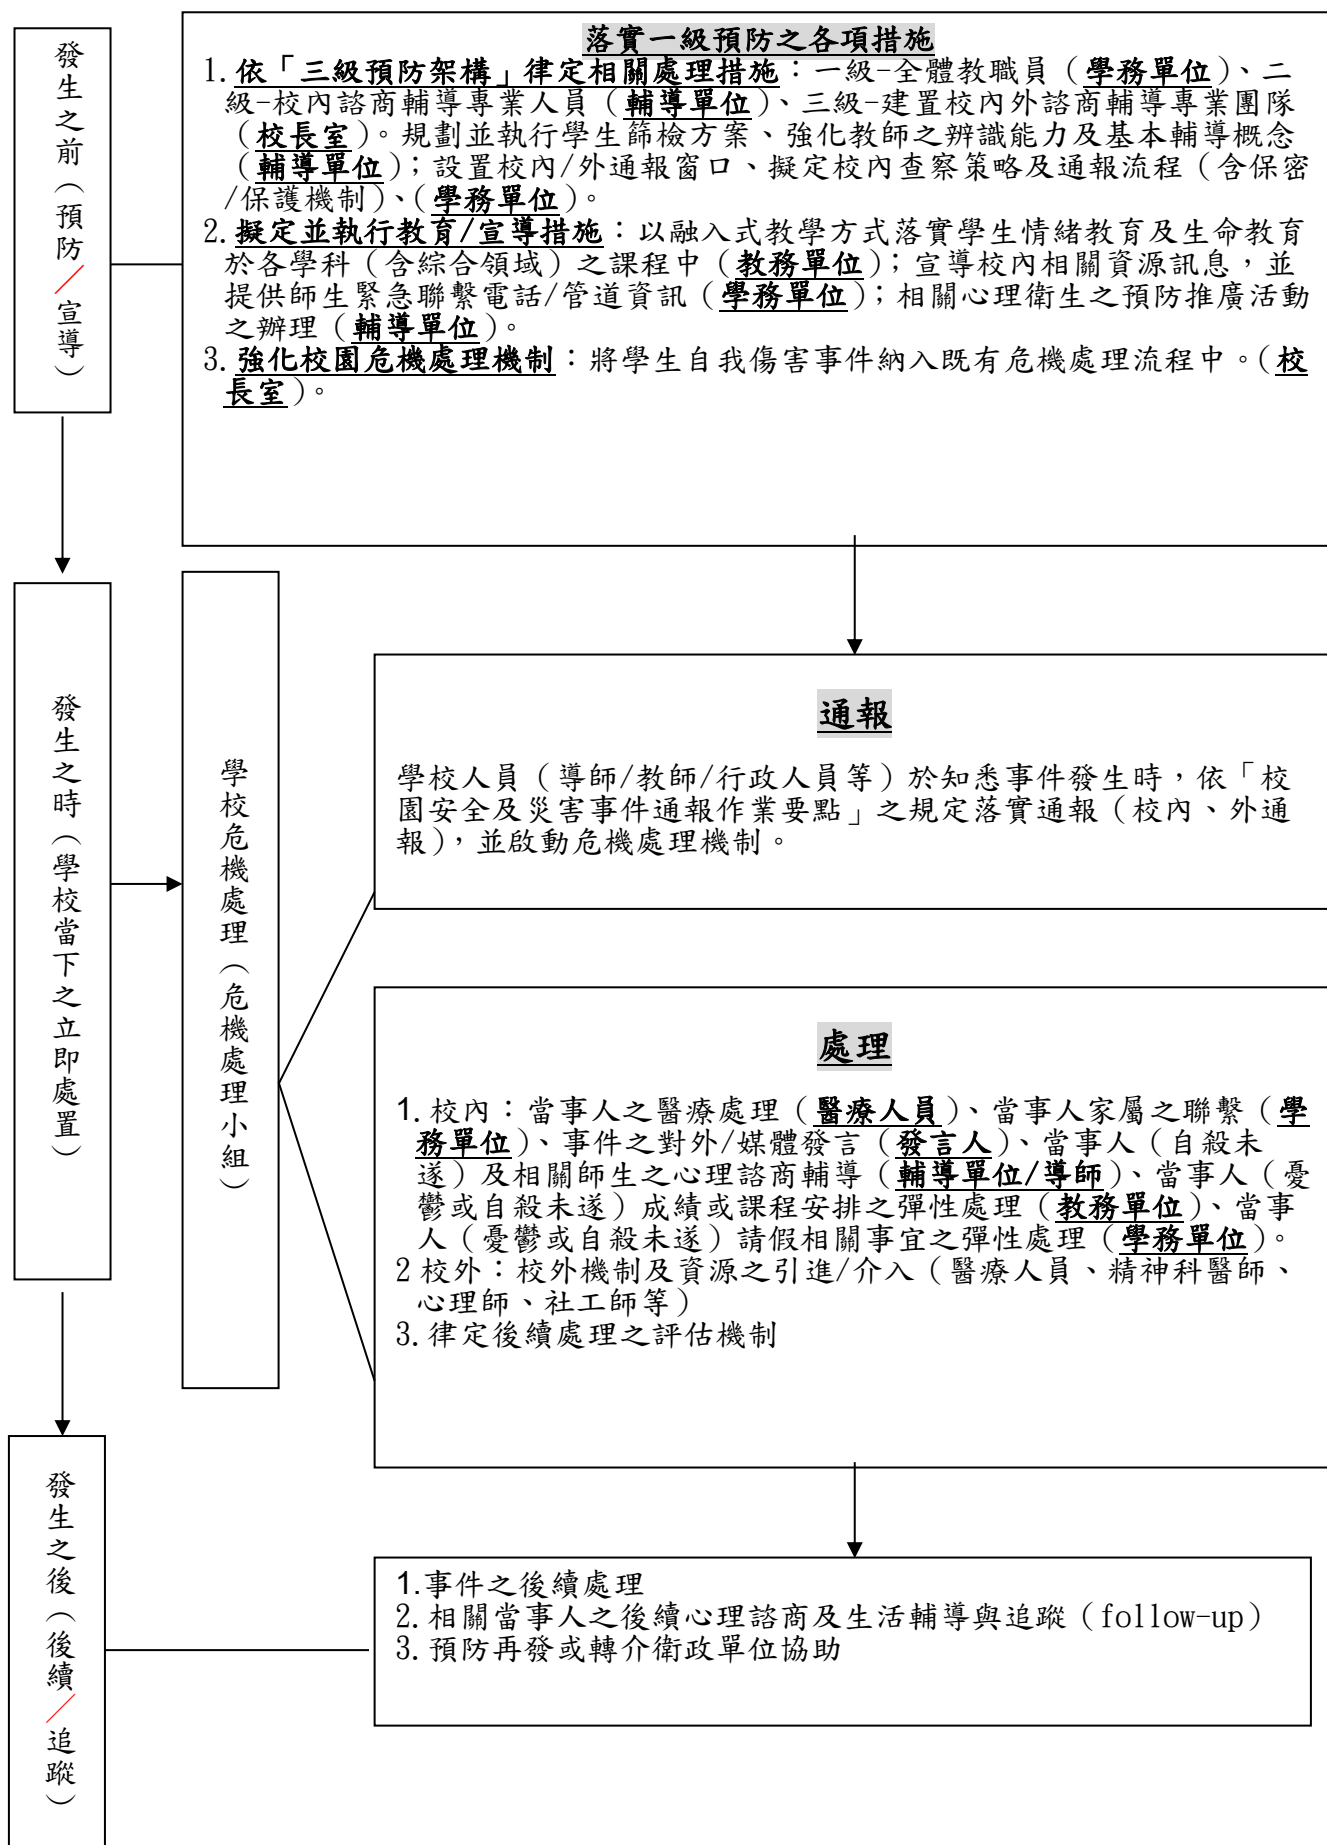 發生之前（預防／宣導）
落實一級預防之各項措施
1.依「三級預防架構」律定相關處理措施：一級-全體教職員（學務單位）、二
級-校內諮商輔導專業人員（輔導單位）、三級-建置校內外諮商輔導專業團隊
（校長室）。規劃並執行學生篩檢方案、強化教師之辨識能力及基本輔導概念
（輔導單位）；設置校內/外通報窗口、擬定校內查察策略及通報流程（含保密
/保護機制）、（學務單位）。
2.擬定並執行教育/宣導措施：以融入式教學方式落實學生情緒教育及生命教育
於各學科（含綜合領域）之課程中（教務單位）；宣導校內相關資源訊息，並
提供師生緊急聯繫電話/管道資訊（學務單位）；相關心理衛生之預防推廣活動
之辦理（輔導單位）。
3.強化校園危機處理機制：將學生自我傷害事件納入既有危機處理流程中。（校
長室）。
發生之時（學校當下之立即處置）
學校危機處理（危機處理小組）
通報
學校人員（導師/教師/行政人員等）於知悉事件發生時，依「校
園安全及災害事件通報作業要點」之規定落實通報（校內、外通
報），並啟動危機處理機制。
處理
1.校內：當事人之醫療處理（醫療人員）、當事人家屬之聯繫（學
務單位）、事件之對外/媒體發言（發言人）、當事人（自殺未
遂）及相關師生之心理諮商輔導（輔導單位/導師）、當事人（憂
鬱或自殺未遂）成績或課程安排之彈性處理（教務單位）、當事
人（憂鬱或自殺未遂）請假相關事宜之彈性處理（學務單位）。
2 校外：校外機制及資源之引進/介入（醫療人員、精神科醫師、
心理師、社工師等）
3.律定後續處理之評估機制
發生之後（後續／追蹤）
1.事件之後續處理
2.相關當事人之後續心理諮商及生活輔導與追蹤（follow-up）
3.預防再發或轉介衛政單位協助